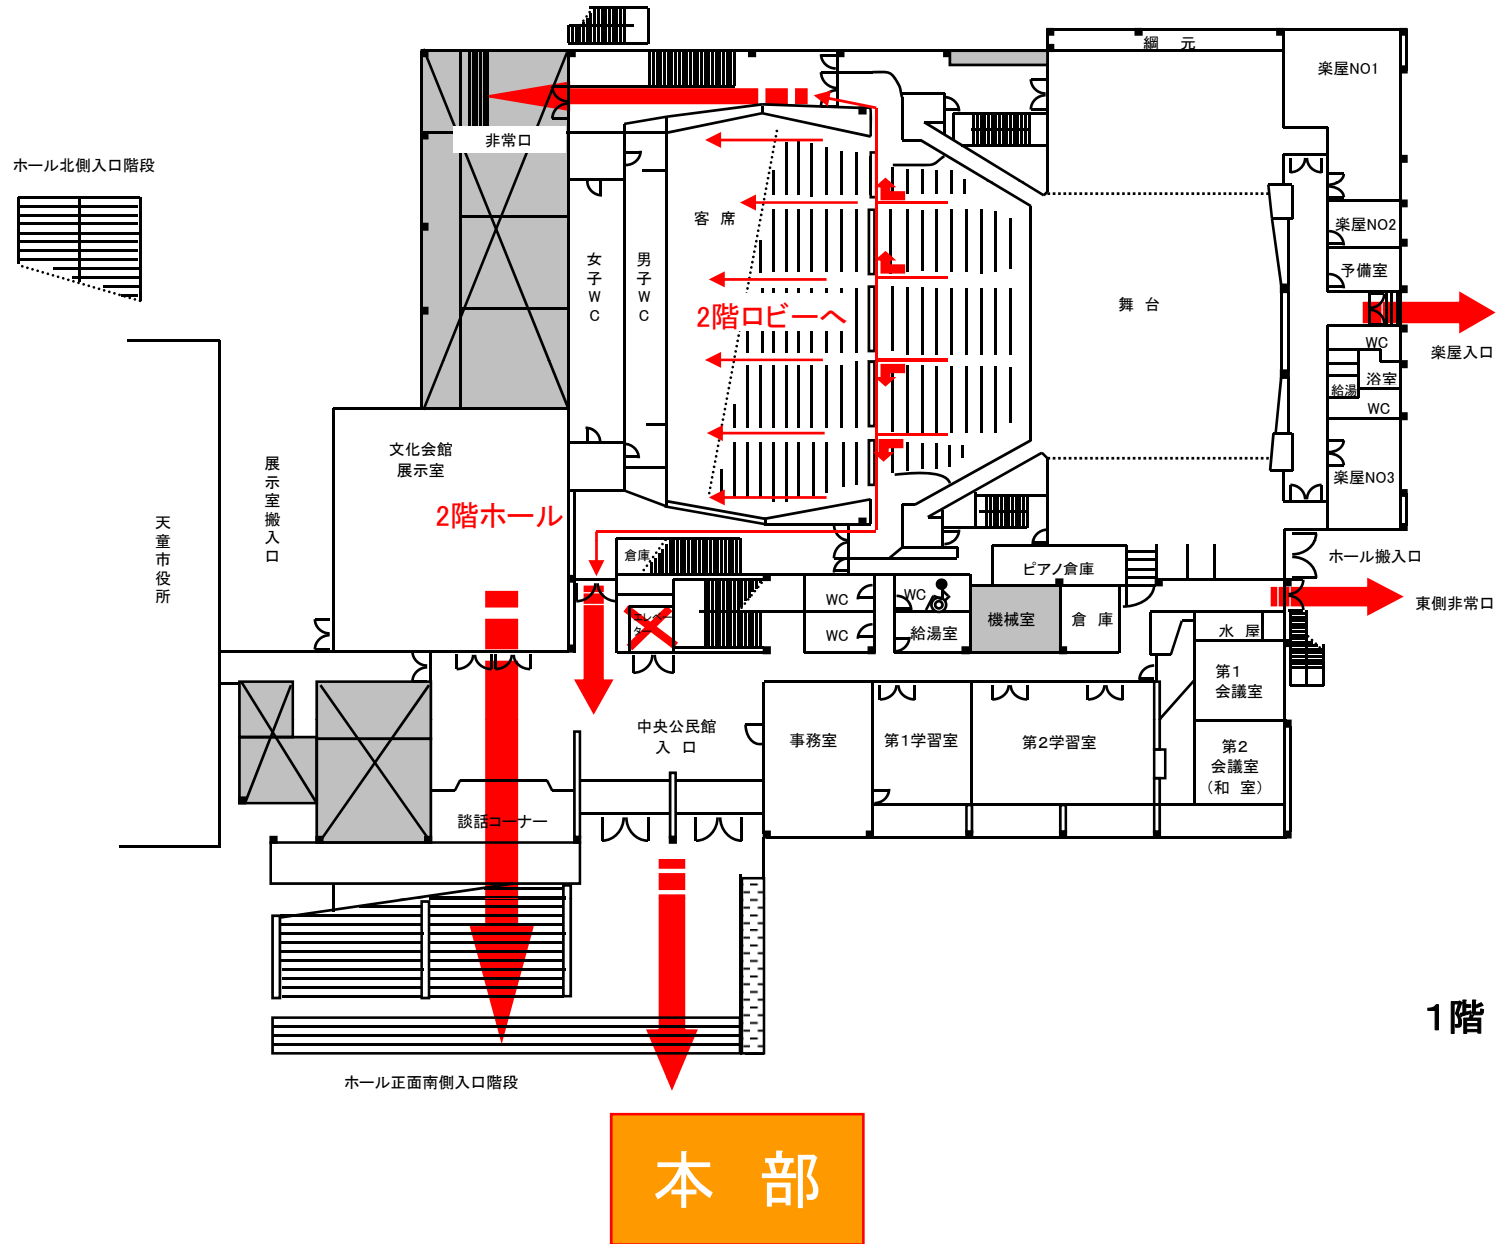 綱　元
楽屋NO1
非常口
ホール北側入口階段
客 席
楽屋NO2
女子WC
男子WC
予備室
舞 台
2階ロビーへ
WC
楽屋入口
浴室
給湯
WC
文化会館
展示室
展示室搬入口
楽屋NO3
2階ホール
天童市役所
倉庫
ホール搬入口
ピアノ倉庫
東側非常口
WC
WC
エレベーター
機械室
倉 庫
WC
給湯室
水 屋
第1
会議室
中央公民館
入 口
事務室
第1学習室
第2学習室
第2
会議室
(和 室)
談話コーナー
1階
ホール正面南側入口階段
本 部